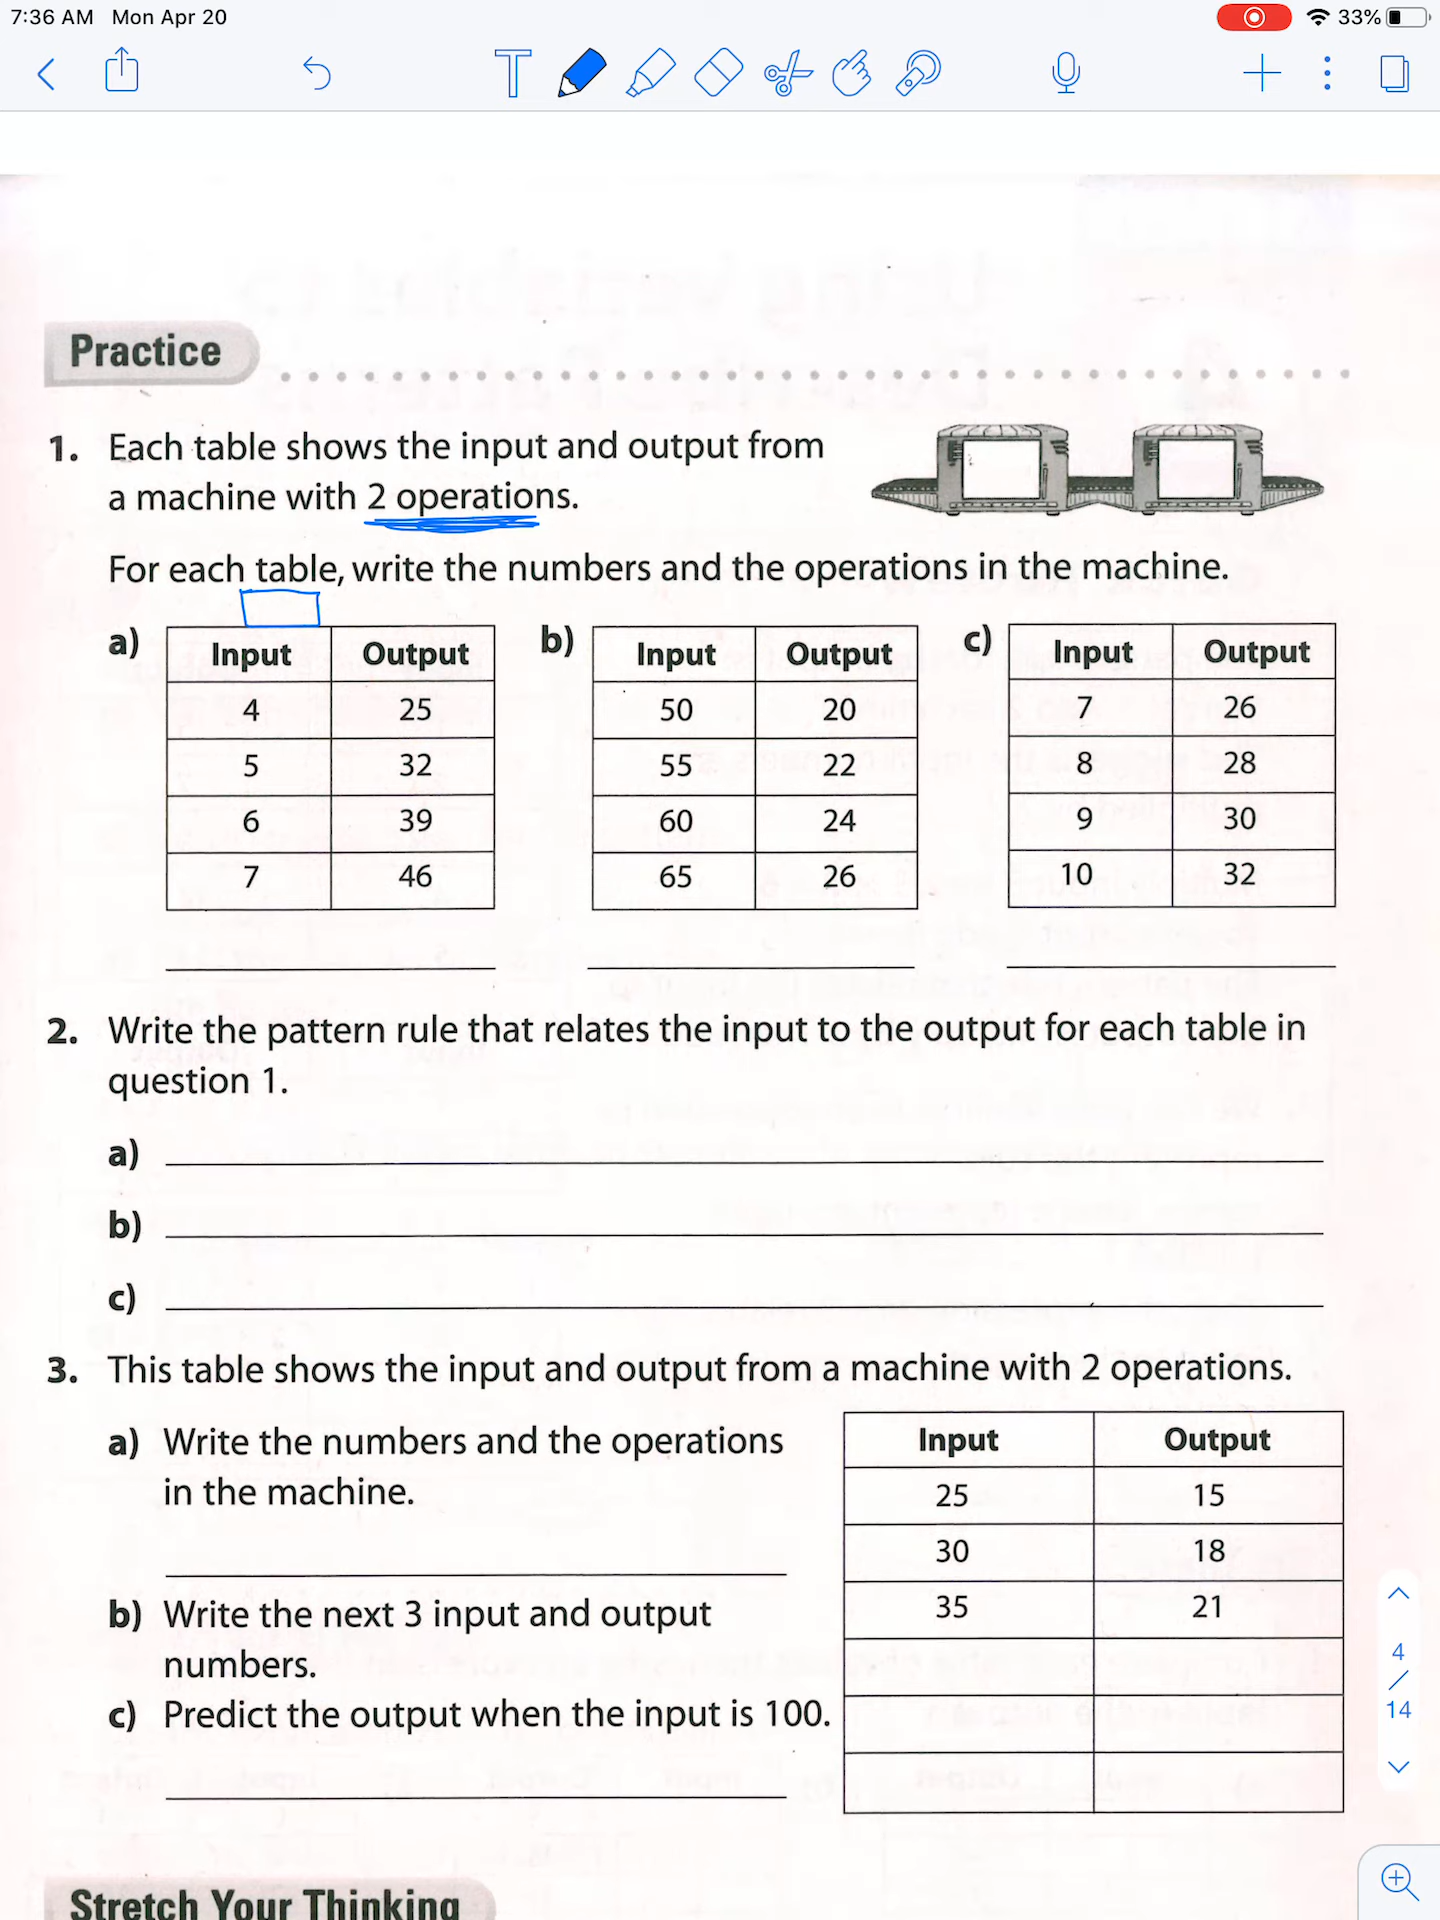 7:36 AM Mon Apr 20
33%
Practice
1. Each table shows the input and output from
a machine with 2 operations.
For each table, write the numbers and the operations in the machine.
a)
Input Output
4 25
5 32
6 39
7 46
b)
Input Output
50 20
55 22
60 24
65 26
c)
Input Output
7 26
8 28
9 30
10 32
2. Write the pattern rule that relates the input to the output for each table in
question 1.
a)
b)
c)
3. This table shows the input and output from a machine with 2 operations.
a) Write the numbers and the operations
in the machine.
b) Write the next 3 input and output
numbers.
c) Predict the output when the input is 100.
Input Output
25 15
30 18
35 21
4
/
14
Stretch Your Thinking